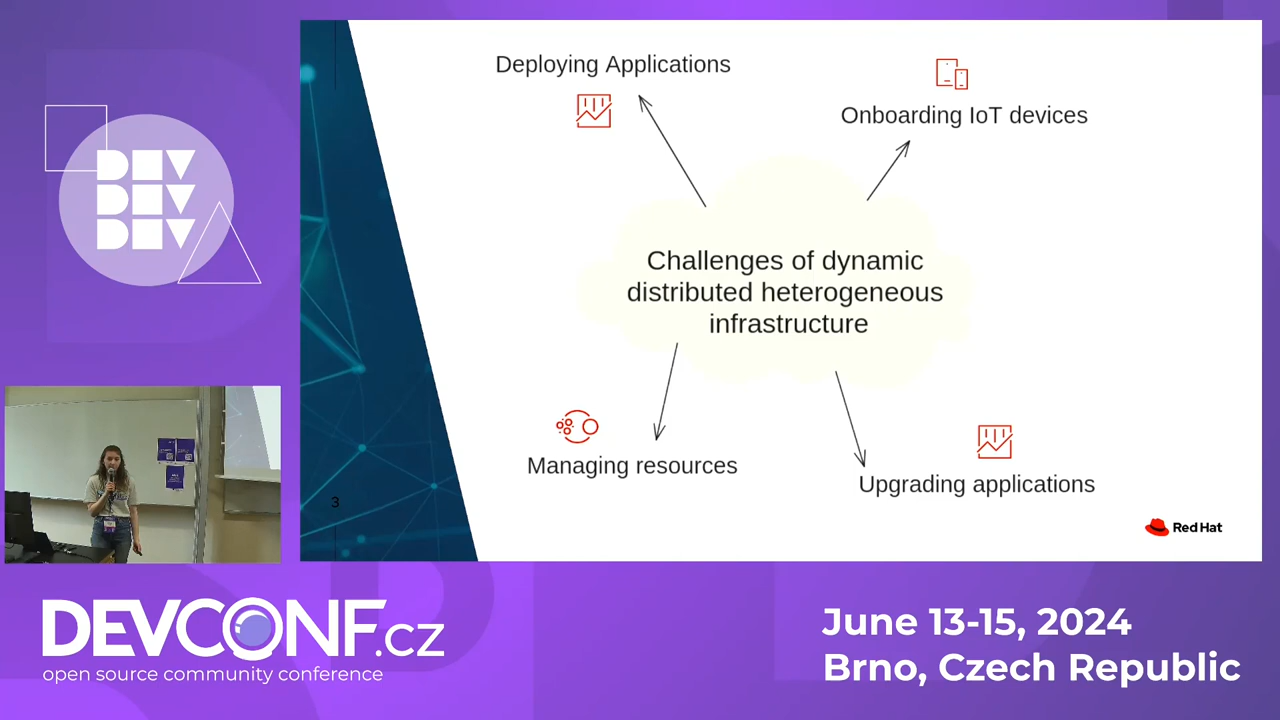 DEV
DEV
DEV
Deploying Applications
Onboarding IoT devices
Challenges of dynamic
distributed heterogeneous
infrastructure
Managing resources
Upgrading applications
3
Red Hat
DEVCONF.cz
open source community conference
June 13-15, 2024
Brno, Czech Republic